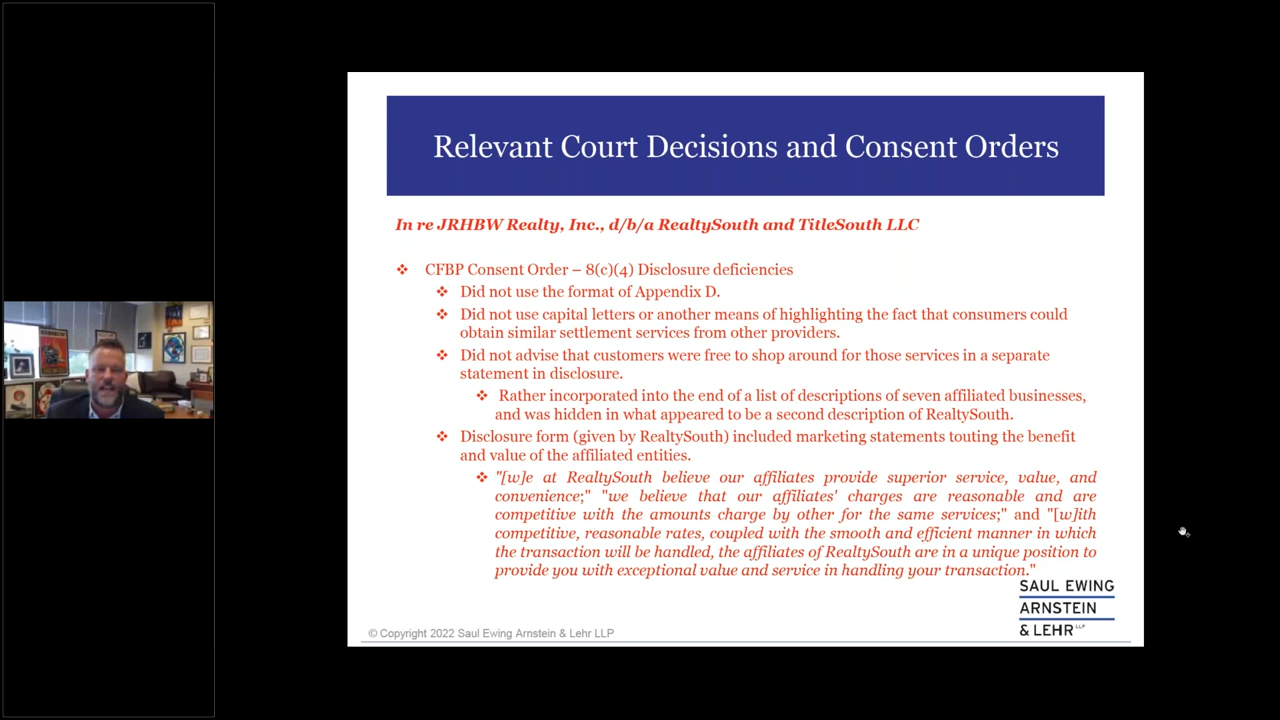 Relevant Court Decisions and Consent Orders
In re JRHBW Realty, Inc., d/b/a RealtySouth and TitleSouth LLC
❖ CFBP Consent Order – 8(c)(4) Disclosure deficiencies
❖ Did not use the format of Appendix D.
❖ Did not use capital letters or another means of highlighting the fact that consumers could
obtain similar settlement services from other providers.
❖ Did not advise that customers were free to shop around for those services in a separate
statement in disclosure.
❖ Rather incorporated into the end of a list of descriptions of seven affiliated businesses,
and was hidden in what appeared to be a second description of RealtySouth.
❖ Disclosure form (given by RealtySouth) included marketing statements touting the benefit
and value of the affiliated entities.
❖ "[w]e at RealtySouth believe our affiliates provide superior service, value, and
convenience;" "we believe that our affiliates' charges are reasonable and are
competitive with the amounts charge by other for the same services;" and "[w]ith
competitive, reasonable rates, coupled with the smooth and efficient manner in which
the transaction will be handled, the affiliates of RealtySouth are in a unique position to
provide you with exceptional value and service in handling your transaction."
SAUL EWING
ARNSTEIN
& LEHR LLP
© Copyright 2022 Saul Ewing Arnstein & Lehr LLP